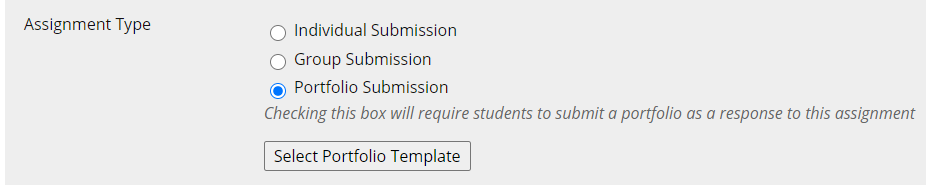 Assignment Type
Individual Submission
Group Submission
Portfolio Submission
Checking this box will require students to submit a portfolio as a response to this assignment
Select Portfolio Template